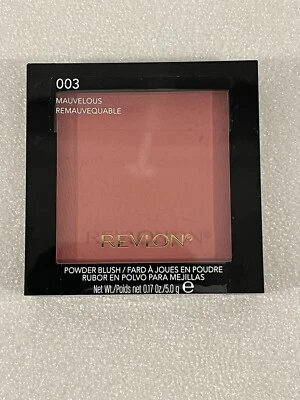 003
MAUVELOUS
REMAUVEQUABLE
REVLON®
POWDER BLUSH / FARD À JOUES EN POUDRE
RUBOR EN POLVO PARA MEJILLAS
Net Wt./Poids net 0.17 Oz./5.0 g ℮